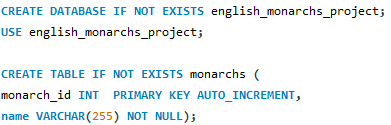 CREATE DATABASE IF NOT EXISTS english_monarchs_project;
USE english_monarchs_project;
CREATE TABLE IF NOT EXISTS monarchs (
monarch_id INT  PRIMARY KEY AUTO_INCREMENT,
name VARCHAR(255) NOT NULL);